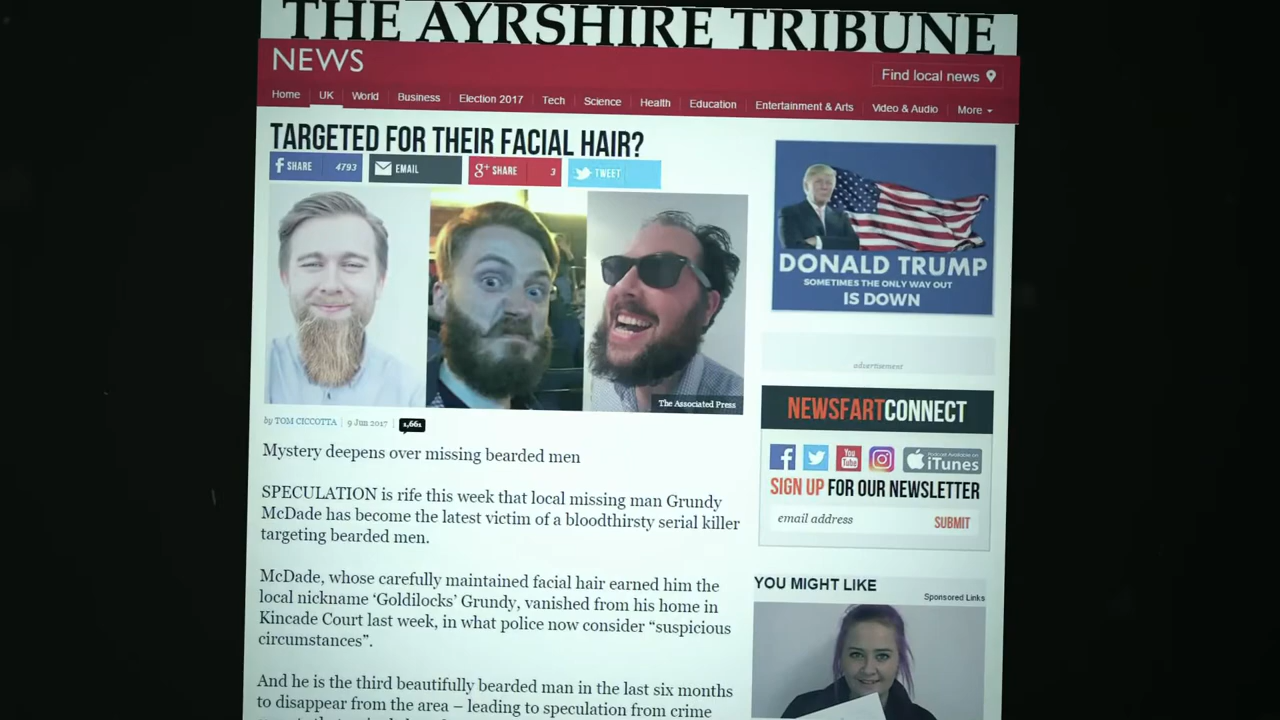 THE AYRSHIRE TRIBUNE
NEWS
Find local news
Home UK World Business Election 2017 Tech Science Health Education Entertainment & Arts Video & Audio More
TARGETED FOR THEIR FACIAL HAIR?
f SHARE 4793 EMAIL g+ SHARE 3 TWEET
The Associated Press
by TOM CICCOTTA | 9 Jun 2017 | 1,661
Mystery deepens over missing bearded men
SPECULATION is rife this week that local missing man Grundy
McDade has become the latest victim of a bloodthirsty serial killer
targeting bearded men.
McDade, whose carefully maintained facial hair earned him the
local nickname ‘Goldilocks’ Grundy, vanished from his home in
Kincade Court last week, in what police now consider “suspicious
circumstances”.
And he is the third beautifully bearded man in the last six months
to disappear from the area – leading to speculation from crime
DONALD TRUMP
SOMETIMES THE ONLY WAY OUT
IS DOWN
advertisement
NEWSFARTCONNECT
f You Tube iTunes
SIGN UP FOR OUR NEWSLETTER
email address SUBMIT
YOU MIGHT LIKE
Sponsored Links